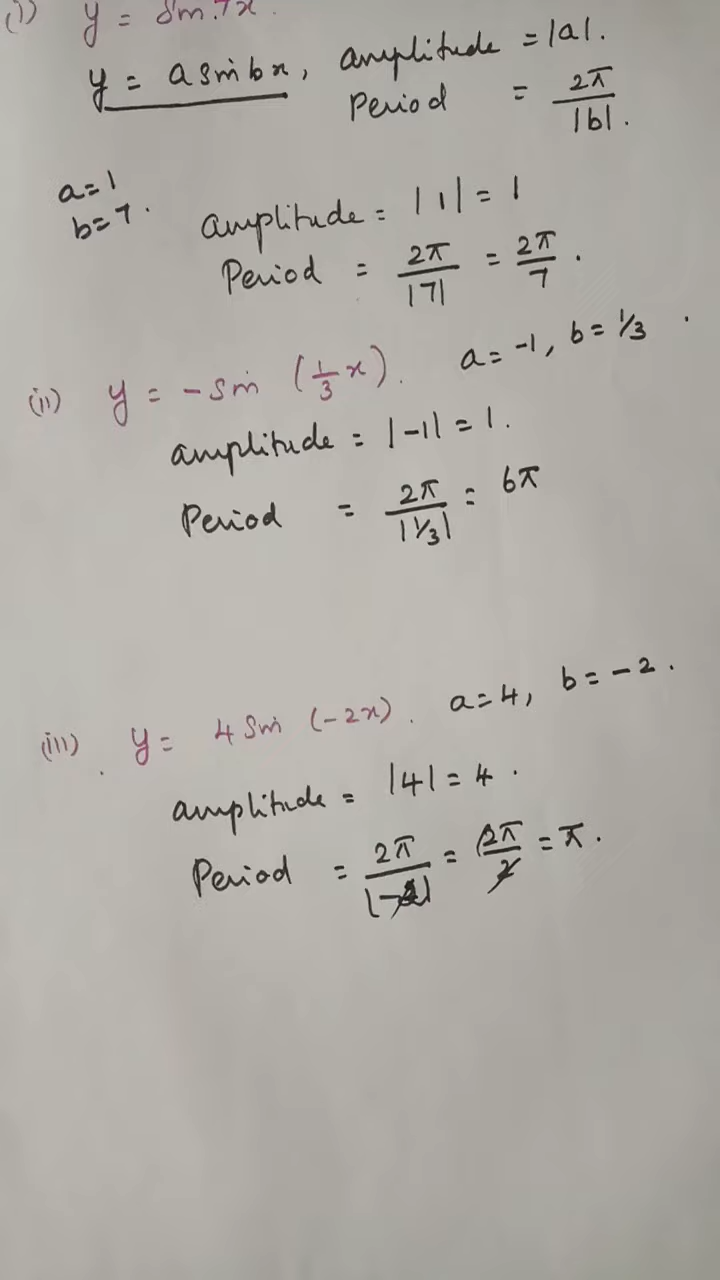 (i) y = sin 7x.
y = a sin bx, amplitude = |a|.
Period = 2π/|b|.
a=1
b=7.
amplitude = |1| = 1
Period = 2π/|7| = 2π/7.
(ii) y = -sin (1/3 x). a=-1, b=1/3.
amplitude = |-1| = 1.
Period = 2π/|1/3| = 6π
(iii) y = 4 sin (-2x). a=4, b=-2.
amplitude = |4| = 4.
Period = 2π/|-2| = 2π/2 = π.